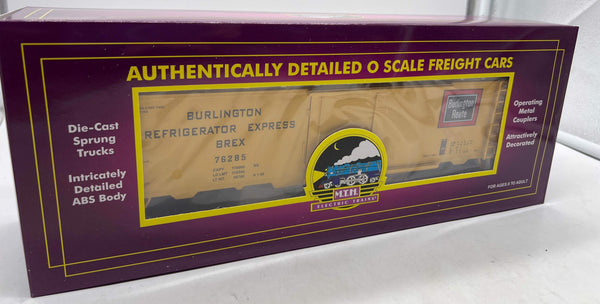 AUTHENTICALLY DETAILED O SCALE FREIGHT CARS
Die-Cast
Sprung
Trucks
Intricately
Detailed
ABS Body
BURLINGTON
REFRIGERATOR EXPRESS
BREX
76285
Burlington
Route
Operating
Metal
Couplers
Attractively
Decorated
M.T.H.
ELECTRIC TRAINS
FOR AGES 8 TO ADULT